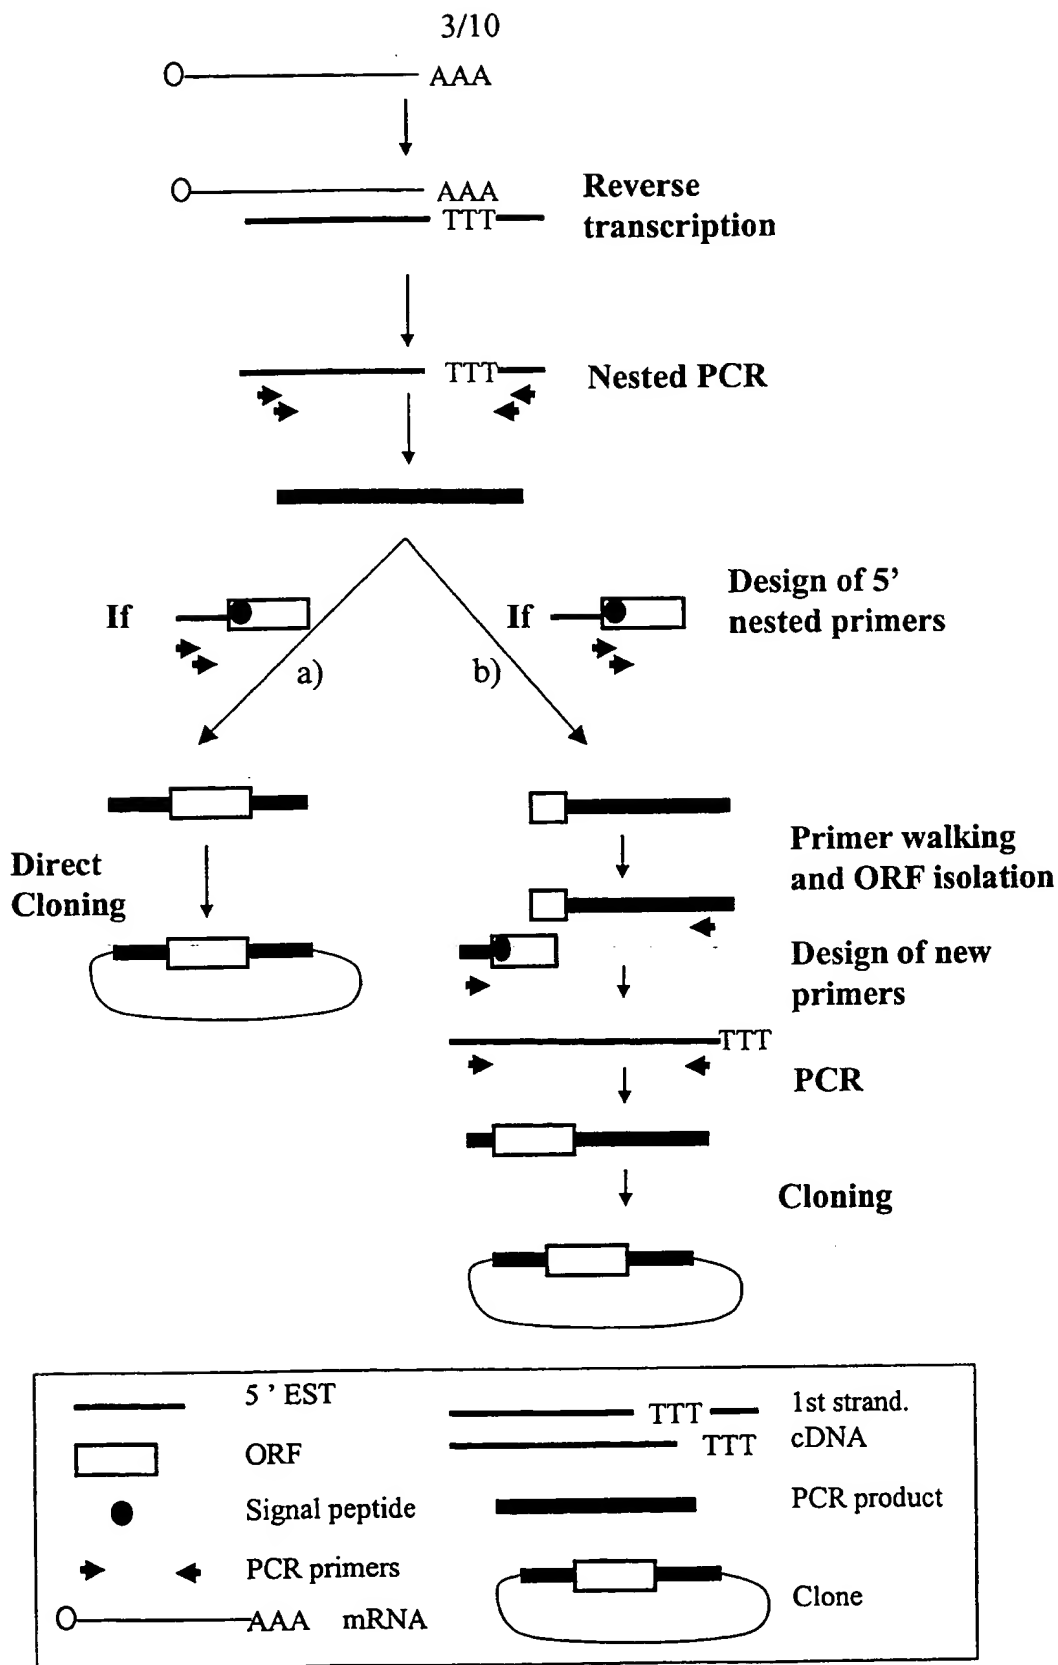 3/10
AAA
AAA
TTT
Reverse
transcription
TTT
Nested PCR
If
If
Design of 5'
nested primers
a)
b)
Direct
Cloning
Primer walking
and ORF isolation
Design of new
primers
TTT
PCR
Cloning
5 ' EST
ORF
Signal peptide
PCR primers
AAA mRNA
TTT
TTT
1st strand.
cDNA
PCR product
Clone